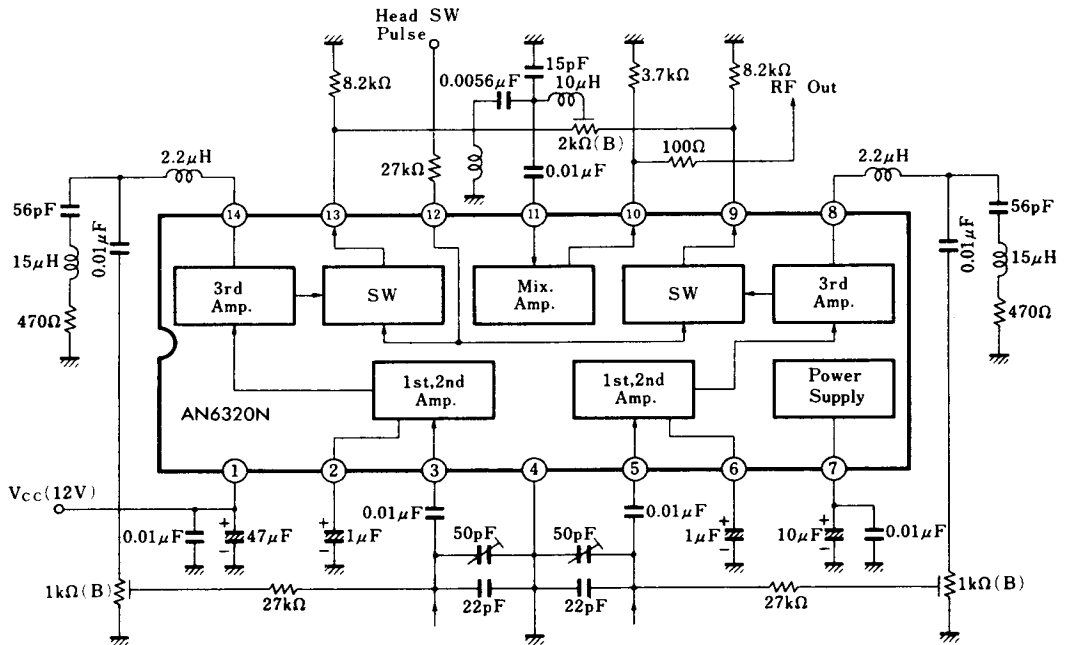 Head SW
Pulse
8.2kΩ
0.0056μF
15pF
10μH
3.7kΩ
8.2kΩ
RF Out
2kΩ(B)
100Ω
2.2μH
27kΩ
0.01μF
2.2μH
56pF
0.01μF
15μH
470Ω
14
13
12
11
10
9
8
56pF
0.01μF
15μH
470Ω
3rd
Amp.
SW
Mix.
Amp.
SW
3rd
Amp.
1st,2nd
Amp.
1st,2nd
Amp.
Power
Supply
AN6320N
1
2
3
4
5
6
7
VCC(12V)
0.01μF
+
47μF
-
+
1μF
-
0.01μF
50pF
50pF
0.01μF
+
1μF
-
+
10μF
-
0.01μF
1kΩ(B)
27kΩ
22pF
22pF
27kΩ
1kΩ(B)